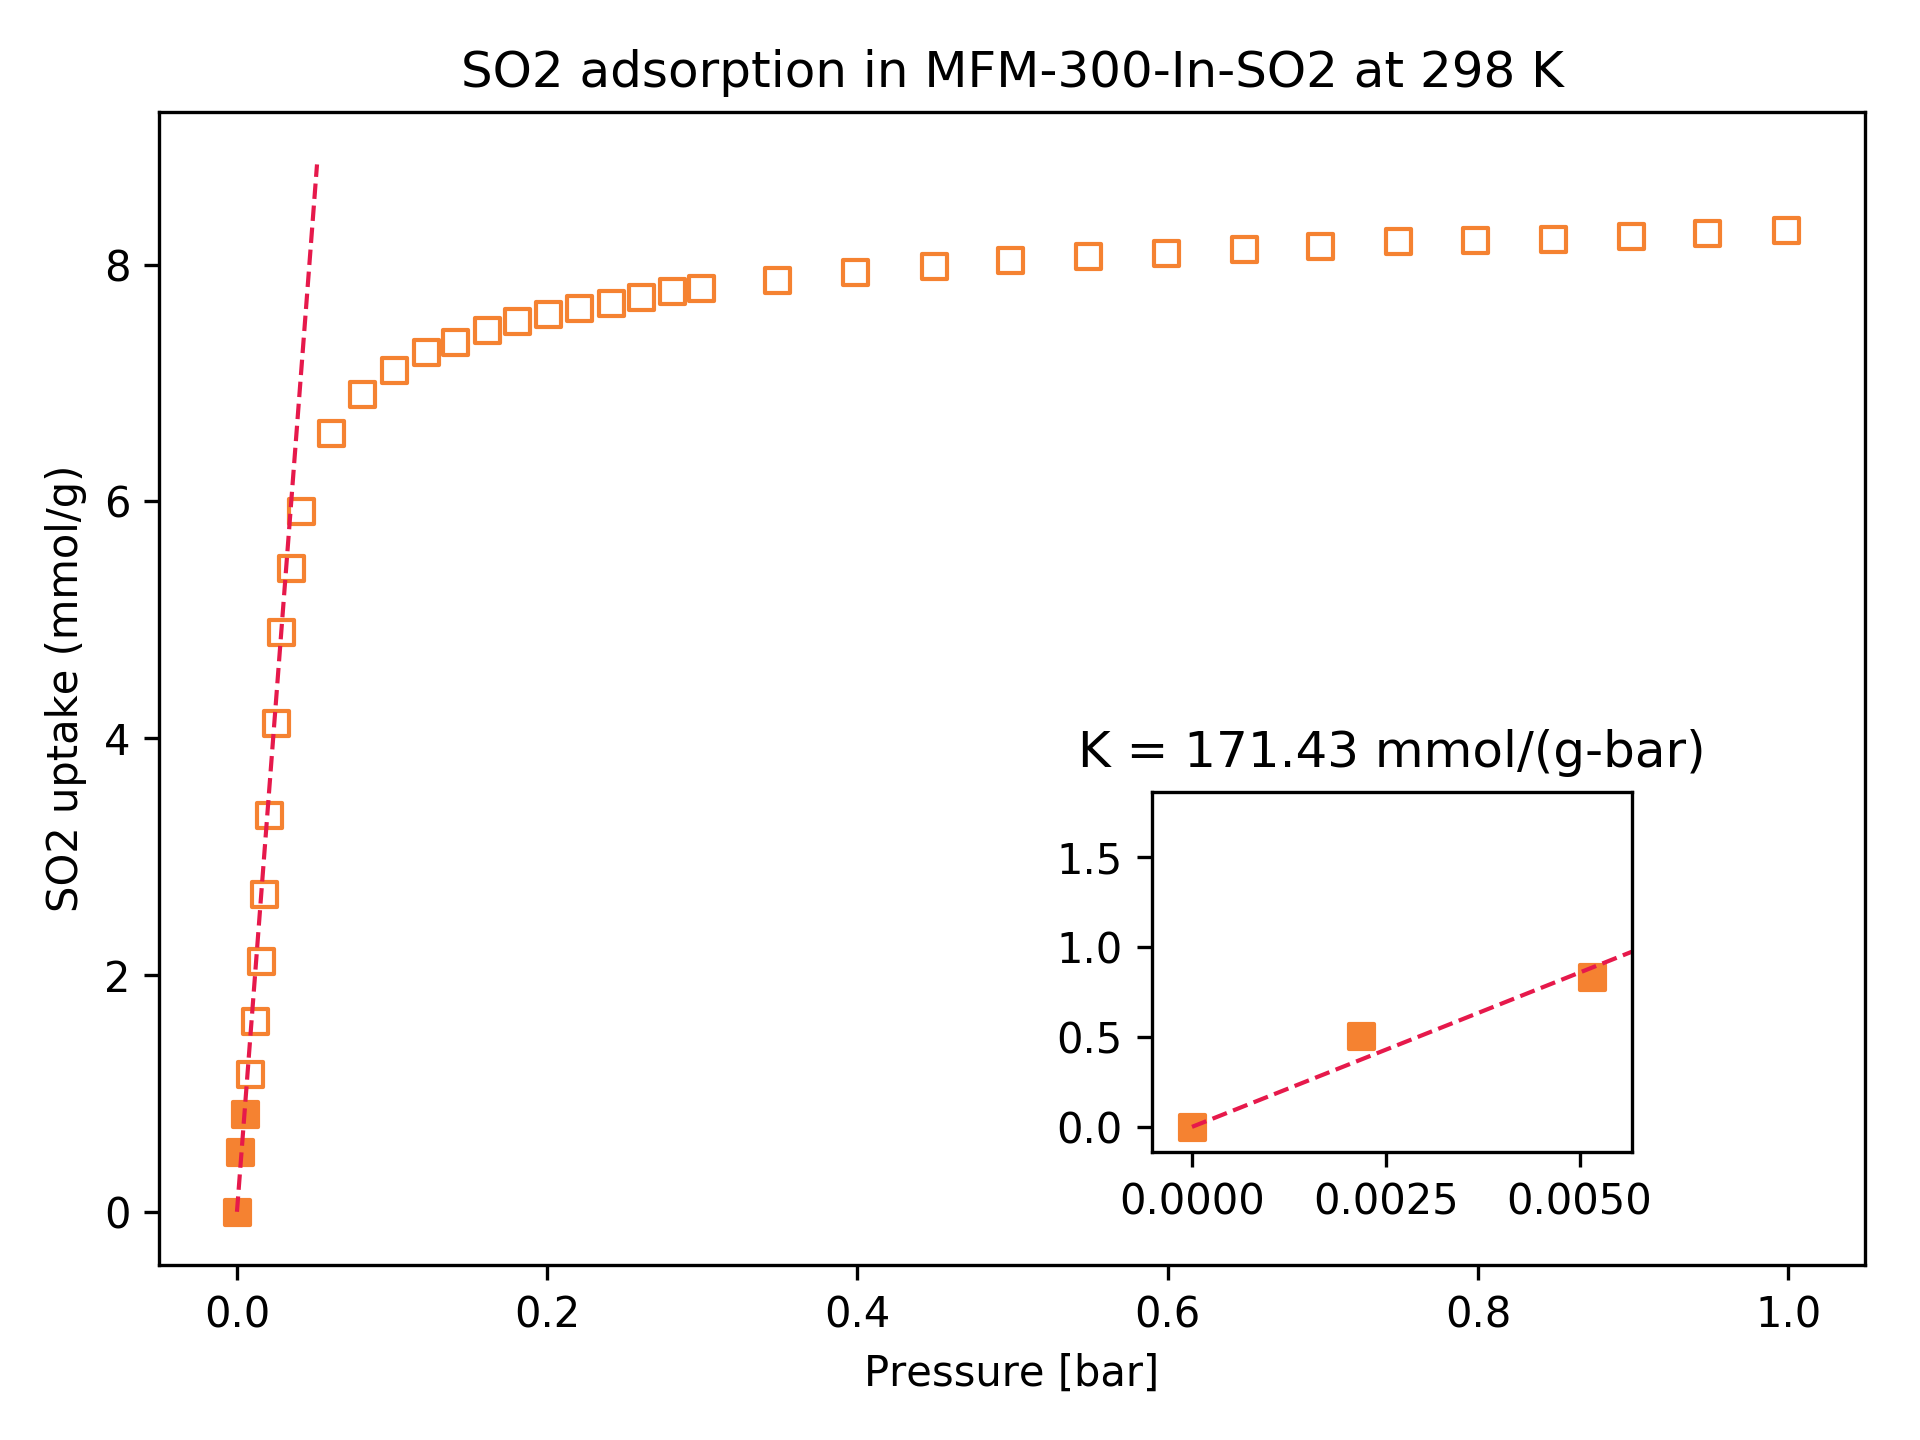 SO2 adsorption in MFM-300-In-SO2 at 298 K
SO2 uptake (mmol/g)
8
6
4
2
0
K = 171.43 mmol/(g-bar)
1.5
1.0
0.5
0.0
0.0000 0.0025 0.0050
0.0 0.2 0.4 0.6 0.8 1.0
Pressure [bar]